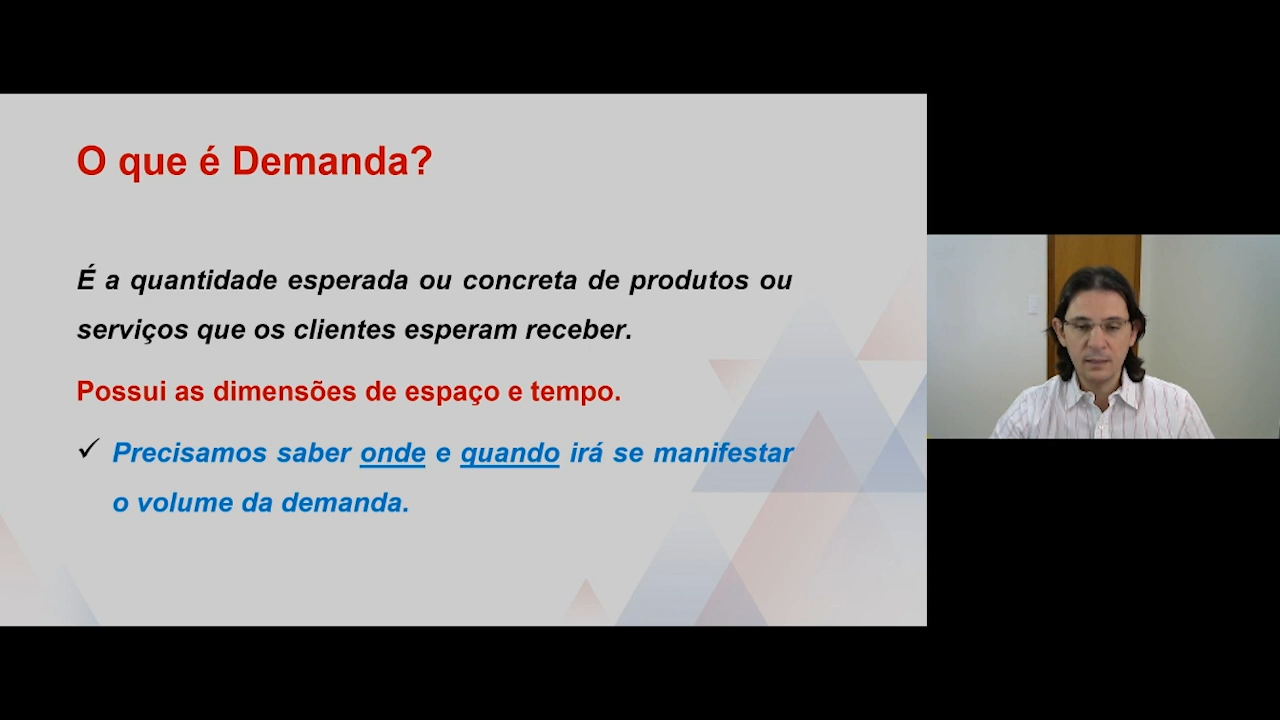 O que é Demanda?
É a quantidade esperada ou concreta de produtos ou
serviços que os clientes esperam receber.
Possui as dimensões de espaço e tempo.
✓ Precisamos saber onde e quando irá se manifestar
o volume da demanda.